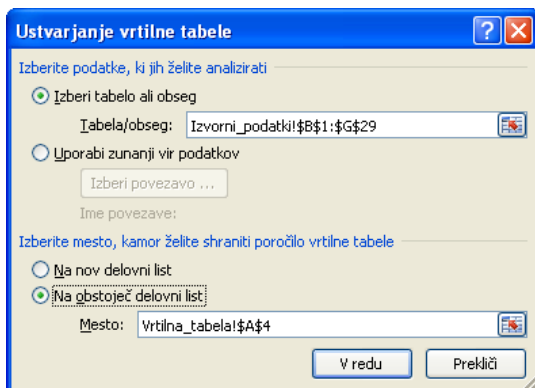 Ustvarjanje vrtilne tabele
Izberite podatke, ki jih želite analizirati
Izberi tabelo ali obseg
Tabela/obseg: Izvorni_podatki!$B$1:$G$29
Uporabi zunanji vir podatkov
Izberi povezavo ...
Ime povezave:
Izberite mesto, kamor želite shraniti poročilo vrtilne tabele
Na nov delovni list
Na obstoječ delovni list
Mesto: Vrtilna_tabela!$A$4
V redu Prekliči